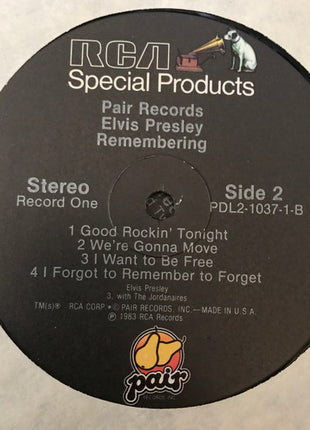 RCA
Special Products
Pair Records
Elvis Presley
Remembering
Stereo
Record One
Side 2
PDL2-1037-1-B
1 Good Rockin' Tonight
2 We're Gonna Move
3 I Want to Be Free
4 I Forgot to Remember to Forget
Elvis Presley
3. with The Jordanaires
TM(s)® RCA CORP • © PAIR RECORDS, INC.—MADE IN U.S.A.
℗ 1983 RCA Records
pair
RECORDS INC.